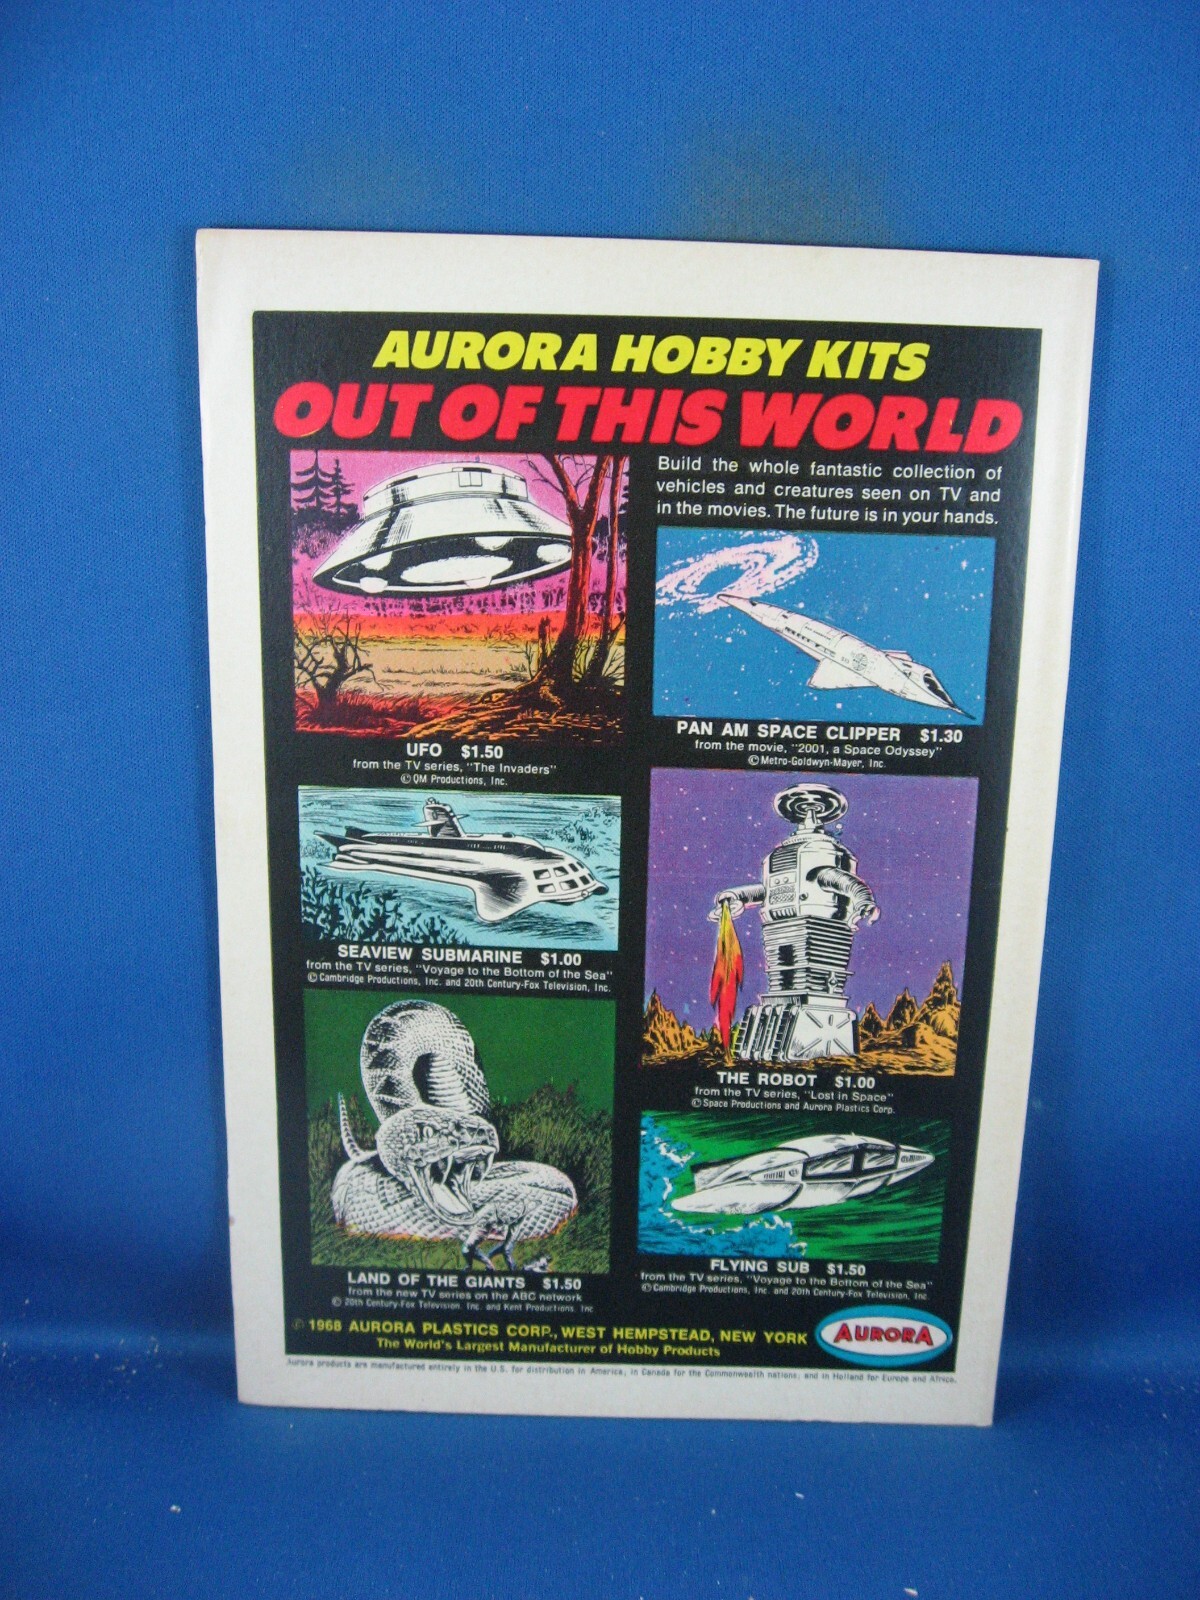 AURORA HOBBY KITS
OUT OF THIS WORLD
Build the whole fantastic collection of
vehicles and creatures seen on TV and
in the movies. The future is in your hands.
UFO $1.50
from the TV series, "The Invaders"
© QM Productions, Inc.
PAN AM SPACE CLIPPER $1.30
from the movie, "2001, a Space Odyssey"
© Metro-Goldwyn-Mayer, Inc.
SEAVIEW SUBMARINE $1.00
from the TV series, "Voyage to the Bottom of the Sea"
© Cambridge Productions, Inc. and 20th Century-Fox Television, Inc.
THE ROBOT $1.00
from the TV series, "Lost in Space"
© Space Productions and Aurora Plastics Corp.
LAND OF THE GIANTS $1.50
from the new TV series on the ABC network
© 20th Century-Fox Television, Inc. and Kent Productions, Inc
FLYING SUB $1.50
from the TV series, "Voyage to the Bottom of the Sea"
© Cambridge Productions, Inc. and 20th Century-Fox Television, Inc.
© 1968 AURORA PLASTICS CORP., WEST HEMPSTEAD, NEW YORK
The World's Largest Manufacturer of Hobby Products
AURORA
Aurora products are manufactured entirely in the U.S. for distribution in America; in Canada for the Commonwealth nations; and in Holland for Europe and Africa.